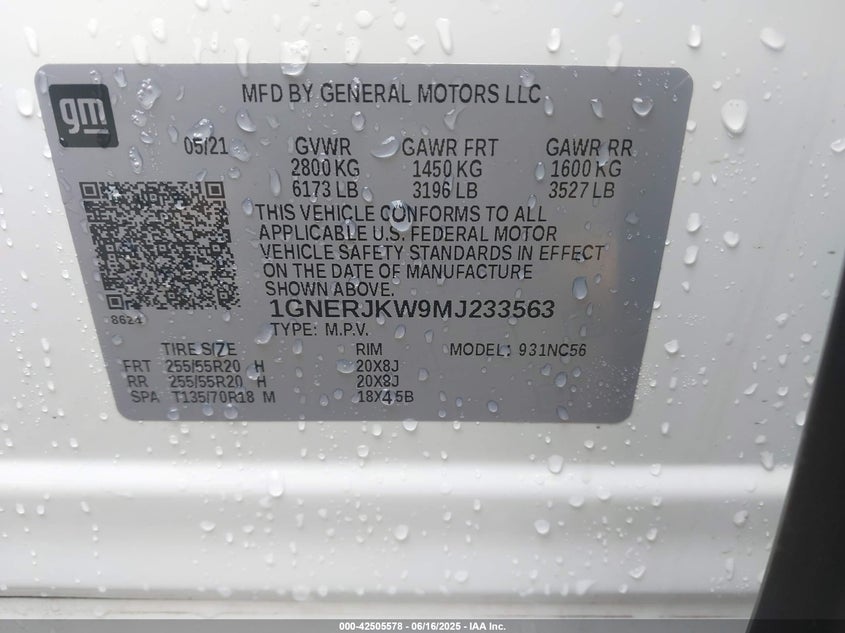 gm
MFD BY GENERAL MOTORS LLC
05/21 GVWR GAWR FRT GAWR RR
2800 KG 1450 KG 1600 KG
6173 LB 3196 LB 3527 LB
THIS VEHICLE CONFORMS TO ALL
APPLICABLE U.S. FEDERAL MOTOR
VEHICLE SAFETY STANDARDS IN EFFECT
ON THE DATE OF MANUFACTURE
SHOWN ABOVE.
8624
1GNERJKW9MJ233563
TYPE: M.P.V.
TIRE SIZE RIM MODEL: 931NC56
FRT 255/55R20 H 20X8J
RR 255/55R20 H 20X8J
SPA T135/70R18 M 18X4.5B
000-42505578 - 06/16/2025 - IAA Inc.